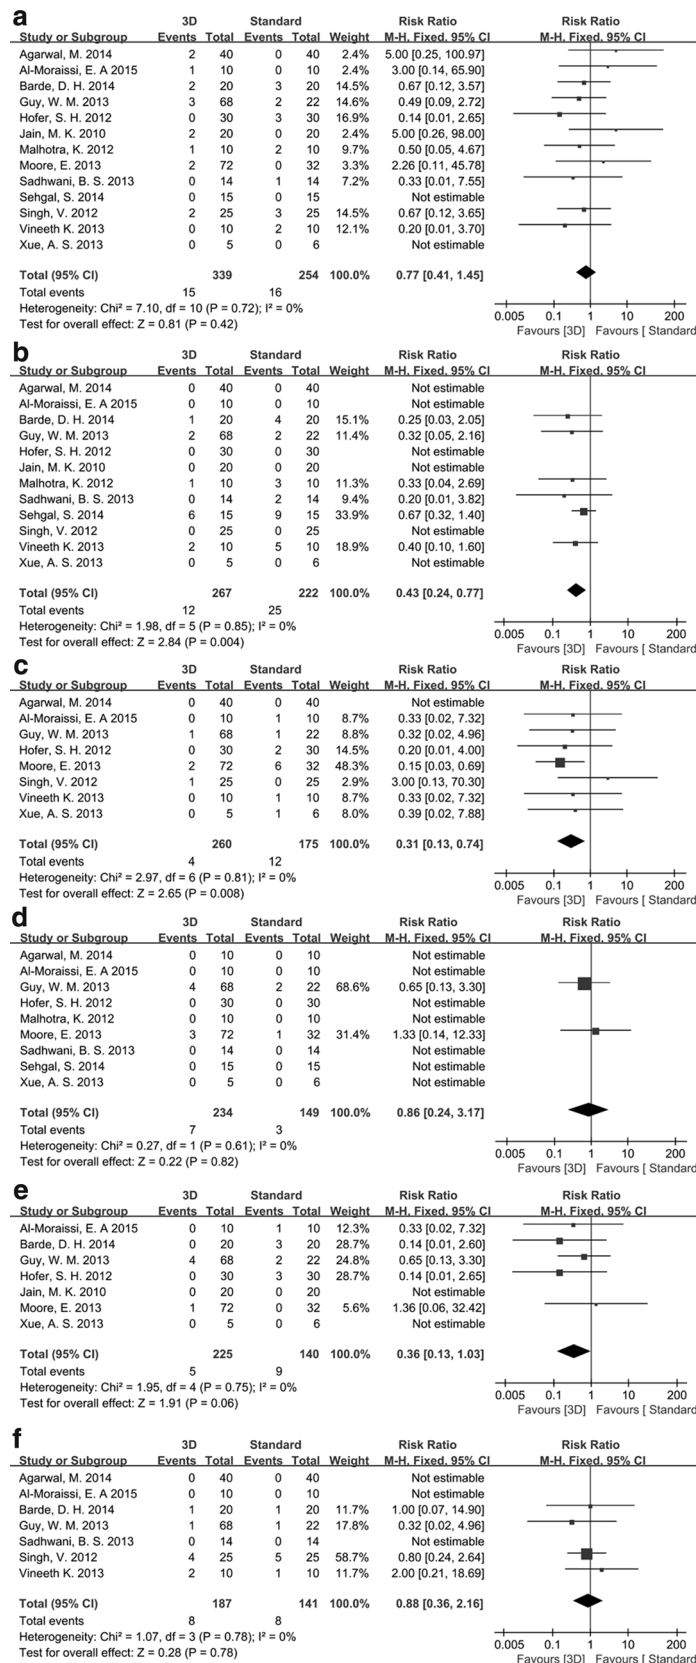 a
3D Standard Risk Ratio Risk Ratio
Study or Subgroup Events Total Events Total Weight M-H. Fixed. 95% CI M-H. Fixed. 95% CI
Agarwal, M. 2014 2 40 0 40 2.4% 5.00 [0.25, 100.97]
Al-Moraissi, E. A 2015 1 10 0 10 2.4% 3.00 [0.14, 65.90]
Barde, D. H. 2014 2 20 3 20 14.5% 0.67 [0.12, 3.57]
Guy, W. M. 2013 3 68 2 22 14.6% 0.49 [0.09, 2.72]
Hofer, S. H. 2012 0 30 3 30 16.9% 0.14 [0.01, 2.65]
Jain, M. K. 2010 2 20 0 20 2.4% 5.00 [0.26, 98.00]
Malhotra, K. 2012 1 10 2 10 9.7% 0.50 [0.05, 4.67]
Moore, E. 2013 2 72 0 32 3.3% 2.26 [0.11, 45.78]
Sadhwani, B. S. 2013 0 14 1 14 7.2% 0.33 [0.01, 7.55]
Sehgal, S. 2014 0 15 0 15 Not estimable
Singh, V. 2012 2 25 3 25 14.5% 0.67 [0.12, 3.65]
Vineeth K. 2013 0 10 2 10 12.1% 0.20 [0.01, 3.70]
Xue, A. S. 2013 0 5 0 6 Not estimable
Total (95% CI) 339 254 100.0% 0.77 [0.41, 1.45]
Total events 15 16
Heterogeneity: Chi² = 7.10, df = 10 (P = 0.72); I² = 0%
Test for overall effect: Z = 0.81 (P = 0.42)
0.005 0.1 1 10 200
Favours [3D] Favours [ Standard
b
3D Standard Risk Ratio Risk Ratio
Study or Subgroup Events Total Events Total Weight M-H. Fixed. 95% CI M-H. Fixed. 95% CI
Agarwal, M. 2014 0 40 0 40 Not estimable
Al-Moraissi, E. A 2015 0 10 0 10 Not estimable
Barde, D. H. 2014 1 20 4 20 15.1% 0.25 [0.03, 2.05]
Guy, W. M. 2013 2 68 2 22 11.4% 0.32 [0.05, 2.16]
Hofer, S. H. 2012 0 30 0 30 Not estimable
Jain, M. K. 2010 0 20 0 20 Not estimable
Malhotra, K. 2012 1 10 3 10 11.3% 0.33 [0.04, 2.69]
Sadhwani, B. S. 2013 0 14 2 14 9.4% 0.20 [0.01, 3.82]
Sehgal, S. 2014 6 15 9 15 33.9% 0.67 [0.32, 1.40]
Singh, V. 2012 0 25 0 25 Not estimable
Vineeth K. 2013 2 10 5 10 18.9% 0.40 [0.10, 1.60]
Xue, A. S. 2013 0 5 0 6 Not estimable
Total (95% CI) 267 222 100.0% 0.43 [0.24, 0.77]
Total events 12 25
Heterogeneity: Chi² = 1.98, df = 5 (P = 0.85); I² = 0%
Test for overall effect: Z = 2.84 (P = 0.004)
0.005 0.1 1 10 200
Favours [3D] Favours [ Standard
c
3D Standard Risk Ratio Risk Ratio
Study or Subgroup Events Total Events Total Weight M-H. Fixed. 95% CI M-H. Fixed. 95% CI
Agarwal, M. 2014 0 40 0 40 Not estimable
Al-Moraissi, E. A 2015 0 10 1 10 8.7% 0.33 [0.02, 7.32]
Guy, W. M. 2013 1 68 1 22 8.8% 0.32 [0.02, 4.96]
Hofer, S. H. 2012 0 30 2 30 14.5% 0.20 [0.01, 4.00]
Moore, E. 2013 2 72 6 32 48.3% 0.15 [0.03, 0.69]
Singh, V. 2012 1 25 0 25 2.9% 3.00 [0.13, 70.30]
Vineeth K. 2013 0 10 1 10 8.7% 0.33 [0.02, 7.32]
Xue, A. S. 2013 0 5 1 6 8.0% 0.39 [0.02, 7.88]
Total (95% CI) 260 175 100.0% 0.31 [0.13, 0.74]
Total events 4 12
Heterogeneity: Chi² = 2.97, df = 6 (P = 0.81); I² = 0%
Test for overall effect: Z = 2.65 (P = 0.008)
0.005 0.1 1 10 200
Favours [3D] Favours [ Standard
d
3D Standard Risk Ratio Risk Ratio
Study or Subgroup Events Total Events Total Weight M-H. Fixed. 95% CI M-H. Fixed. 95% CI
Agarwal, M. 2014 0 10 0 10 Not estimable
Al-Moraissi, E. A 2015 0 10 0 10 Not estimable
Guy, W. M. 2013 4 68 2 22 68.6% 0.65 [0.13, 3.30]
Hofer, S. H. 2012 0 30 0 30 Not estimable
Malhotra, K. 2012 0 10 0 10 Not estimable
Moore, E. 2013 3 72 1 32 31.4% 1.33 [0.14, 12.33]
Sadhwani, B. S. 2013 0 14 0 14 Not estimable
Sehgal, S. 2014 0 15 0 15 Not estimable
Xue, A. S. 2013 0 5 0 6 Not estimable
Total (95% CI) 234 149 100.0% 0.86 [0.24, 3.17]
Total events 7 3
Heterogeneity: Chi² = 0.27, df = 1 (P = 0.61); I² = 0%
Test for overall effect: Z = 0.22 (P = 0.82)
0.005 0.1 1 10 200
Favours [3D] Favours [ Standard
e
3D Standard Risk Ratio Risk Ratio
Study or Subgroup Events Total Events Total Weight M-H. Fixed. 95% CI M-H. Fixed. 95% CI
Al-Moraissi, E. A 2015 0 10 1 10 12.3% 0.33 [0.02, 7.32]
Barde, D. H. 2014 0 20 3 20 28.7% 0.14 [0.01, 2.60]
Guy, W. M. 2013 4 68 2 22 24.8% 0.65 [0.13, 3.30]
Hofer, S. H. 2012 0 30 3 30 28.7% 0.14 [0.01, 2.65]
Jain, M. K. 2010 0 20 0 20 Not estimable
Moore, E. 2013 1 72 0 32 5.6% 1.36 [0.06, 32.42]
Xue, A. S. 2013 0 5 0 6 Not estimable
Total (95% CI) 225 140 100.0% 0.36 [0.13, 1.03]
Total events 5 9
Heterogeneity: Chi² = 1.95, df = 4 (P = 0.75); I² = 0%
Test for overall effect: Z = 1.91 (P = 0.06)
0.005 0.1 1 10 200
Favours [3D] Favours [ Standard
f
3D Standard Risk Ratio Risk Ratio
Study or Subgroup Events Total Events Total Weight M-H. Fixed. 95% CI M-H. Fixed. 95% CI
Agarwal, M. 2014 0 40 0 40 Not estimable
Al-Moraissi, E. A 2015 0 10 0 10 Not estimable
Barde, D. H. 2014 1 20 1 20 11.7% 1.00 [0.07, 14.90]
Guy, W. M. 2013 1 68 1 22 17.8% 0.32 [0.02, 4.96]
Sadhwani, B. S. 2013 0 14 0 14 Not estimable
Singh, V. 2012 4 25 5 25 58.7% 0.80 [0.24, 2.64]
Vineeth K. 2013 2 10 1 10 11.7% 2.00 [0.21, 18.69]
Total (95% CI) 187 141 100.0% 0.88 [0.36, 2.16]
Total events 8 8
Heterogeneity: Chi² = 1.07, df = 3 (P = 0.78); I² = 0%
Test for overall effect: Z = 0.28 (P = 0.78)
0.005 0.1 1 10 200
Favours [3D] Favours [ Standard